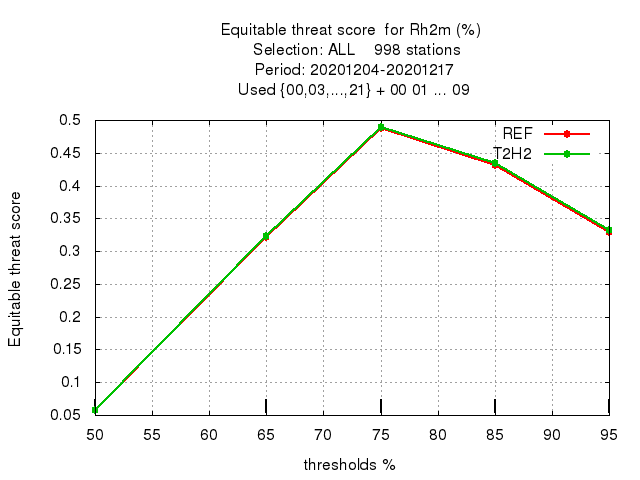 Equitable threat score  for Rh2m (%)
Selection: ALL    998 stations
Period: 20201204-20201217
Used {00,03,...,21} + 00 01 ... 09
0.5
0.45
0.4
0.35
0.3
0.25
0.2
0.15
0.1
0.05
Equitable threat score
REF
T2H2
50 55 60 65 70 75 80 85 90 95
thresholds %